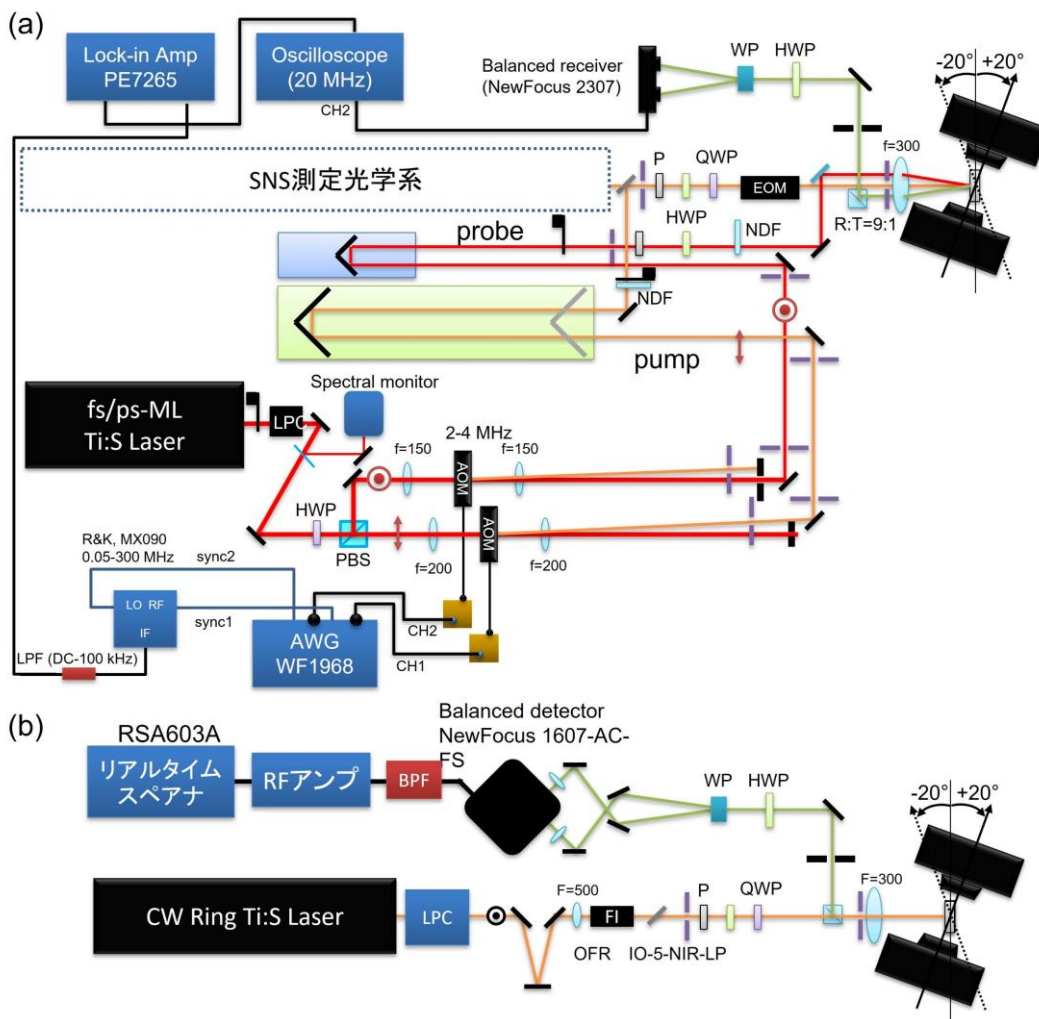 (a)
Lock-in Amp
PE7265
Oscilloscope
(20 MHz)
CH2
Balanced receiver
(NewFocus 2307)
WP
HWP
-20°
+20°
SNS測定光学系
P
QWP
EOM
f=300
R:T=9:1
probe
HWP
NDF
NDF
pump
fs/ps-ML
Ti:S Laser
LPC
Spectral monitor
2-4 MHz
f=150
AOM
f=150
HWP
PBS
f=200
AOM
f=200
R&K, MX090
0.05-300 MHz
sync2
LO RF
IF
sync1
AWG
WF1968
CH2
CH1
LPF (DC-100 kHz)
(b)
RSA603A
リアルタイム
スペアナ
RFアンプ
BPF
Balanced detector
NewFocus 1607-AC-
FS
WP
HWP
-20°
+20°
CW Ring Ti:S Laser
LPC
F=500
FI
OFR
IO-5-NIR-LP
P
QWP
F=300